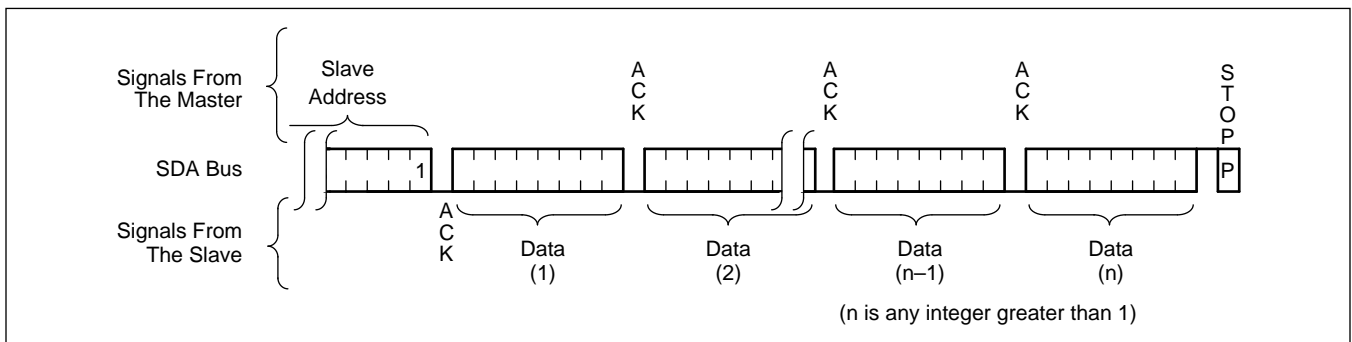 Signals From
The Master
Slave
Address
A
C
K
A
C
K
A
C
K
S
T
O
P
SDA Bus
1
P
Signals From
The Slave
A
C
K
Data
(1)
Data
(2)
Data
(n–1)
Data
(n)
(n is any integer greater than 1)